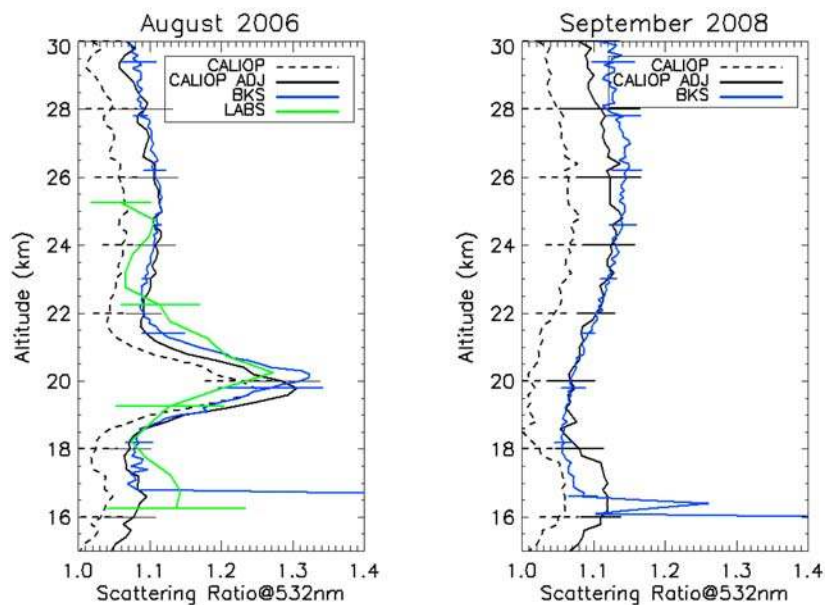 August 2006
CALIOP
CALIOP ADJ
BKS
LABS
30
28
26
24
22
20
18
16
Altitude (km)
1.0 1.1 1.2 1.3 1.4
Scattering Ratio@532nm
September 2008
CALIOP
CALIOP ADJ
BKS
30
28
26
24
22
20
18
16
Altitude (km)
1.0 1.1 1.2 1.3 1.4
Scattering Ratio@532nm